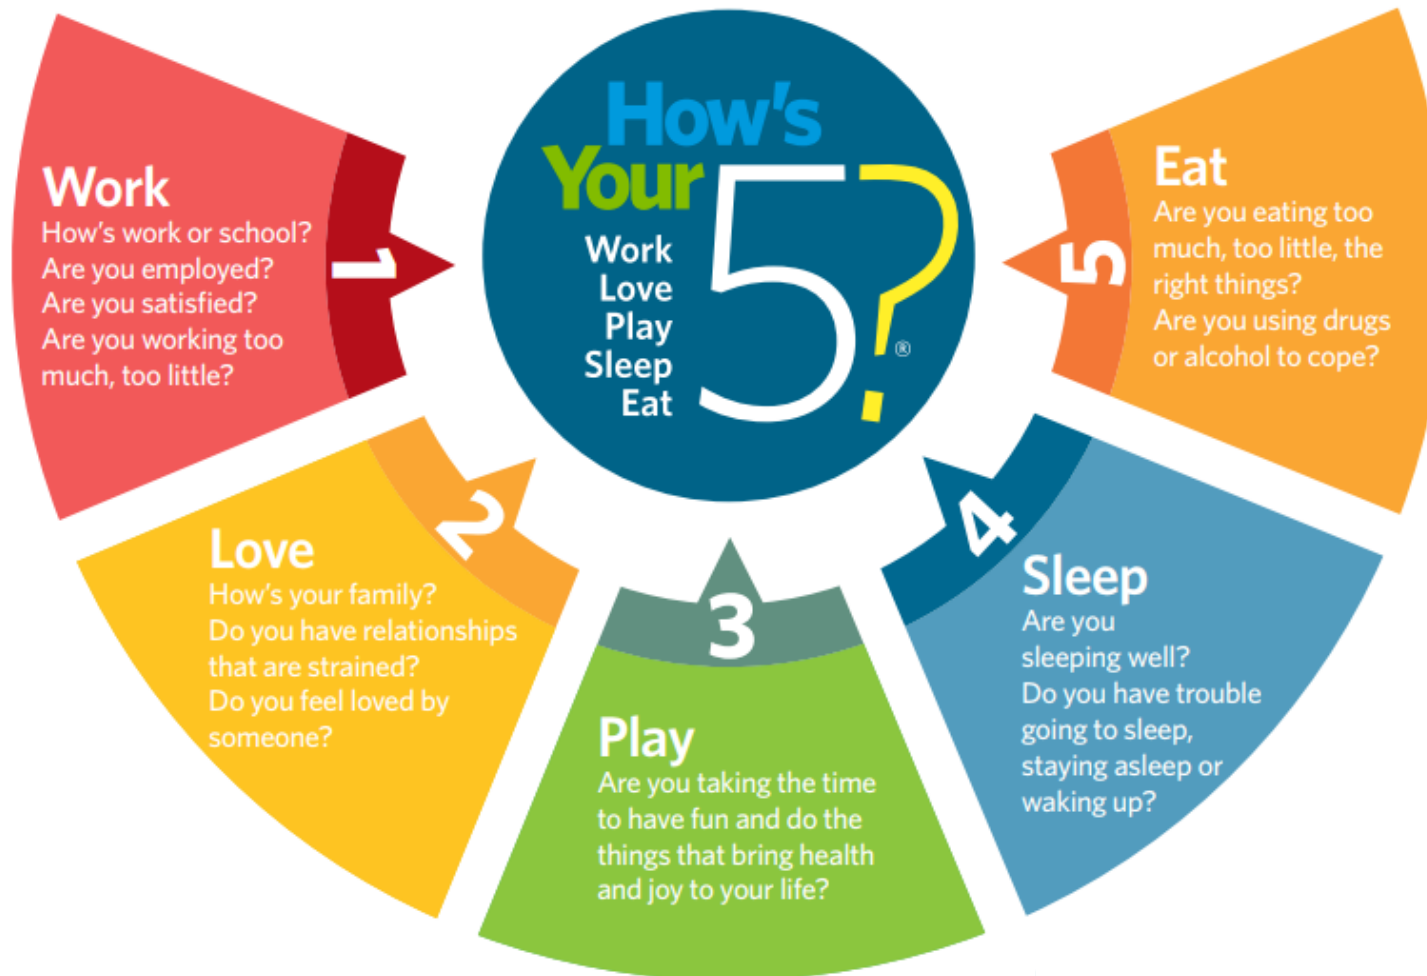 How's
Your 5?®
Work
Love
Play
Sleep
Eat
1
Work
How's work or school?
Are you employed?
Are you satisfied?
Are you working too
much, too little?
2
Love
How's your family?
Do you have relationships
that are strained?
Do you feel loved by
someone?
3
Play
Are you taking the time
to have fun and do the
things that bring health
and joy to your life?
4
Sleep
Are you
sleeping well?
Do you have trouble
going to sleep,
staying asleep or
waking up?
5
Eat
Are you eating too
much, too little, the
right things?
Are you using drugs
or alcohol to cope?